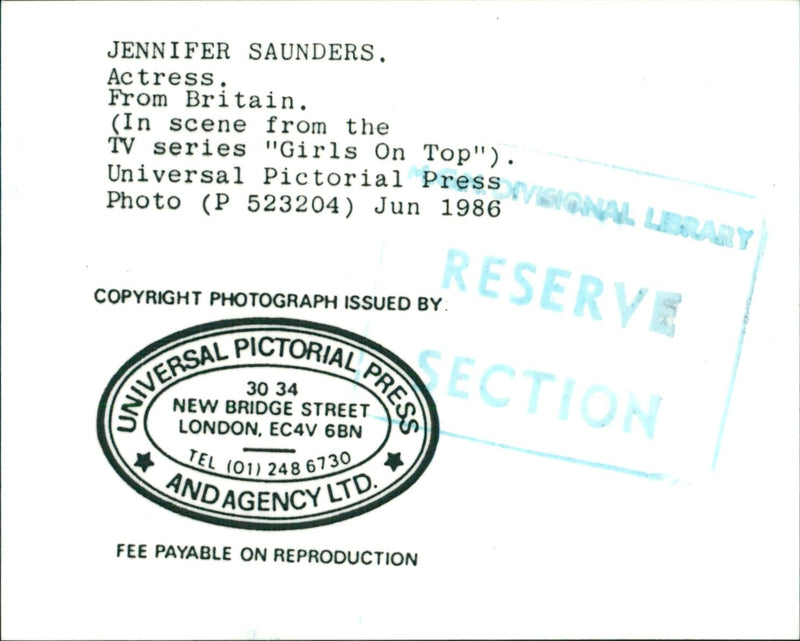 JENNIFER SAUNDERS.
Actress.
From Britain.
(In scene from the
TV series "Girls On Top").
Universal Pictorial Press
Photo (P 523204) Jun 1986
DIVISIONAL LIBRARY
RESERVE
SECTION
COPYRIGHT PHOTOGRAPH ISSUED BY.
UNIVERSAL PICTORIAL PRESS
30 34
NEW BRIDGE STREET
LONDON, EC4V 6BN
TEL (01) 248 6730
AND AGENCY LTD.
FEE PAYABLE ON REPRODUCTION